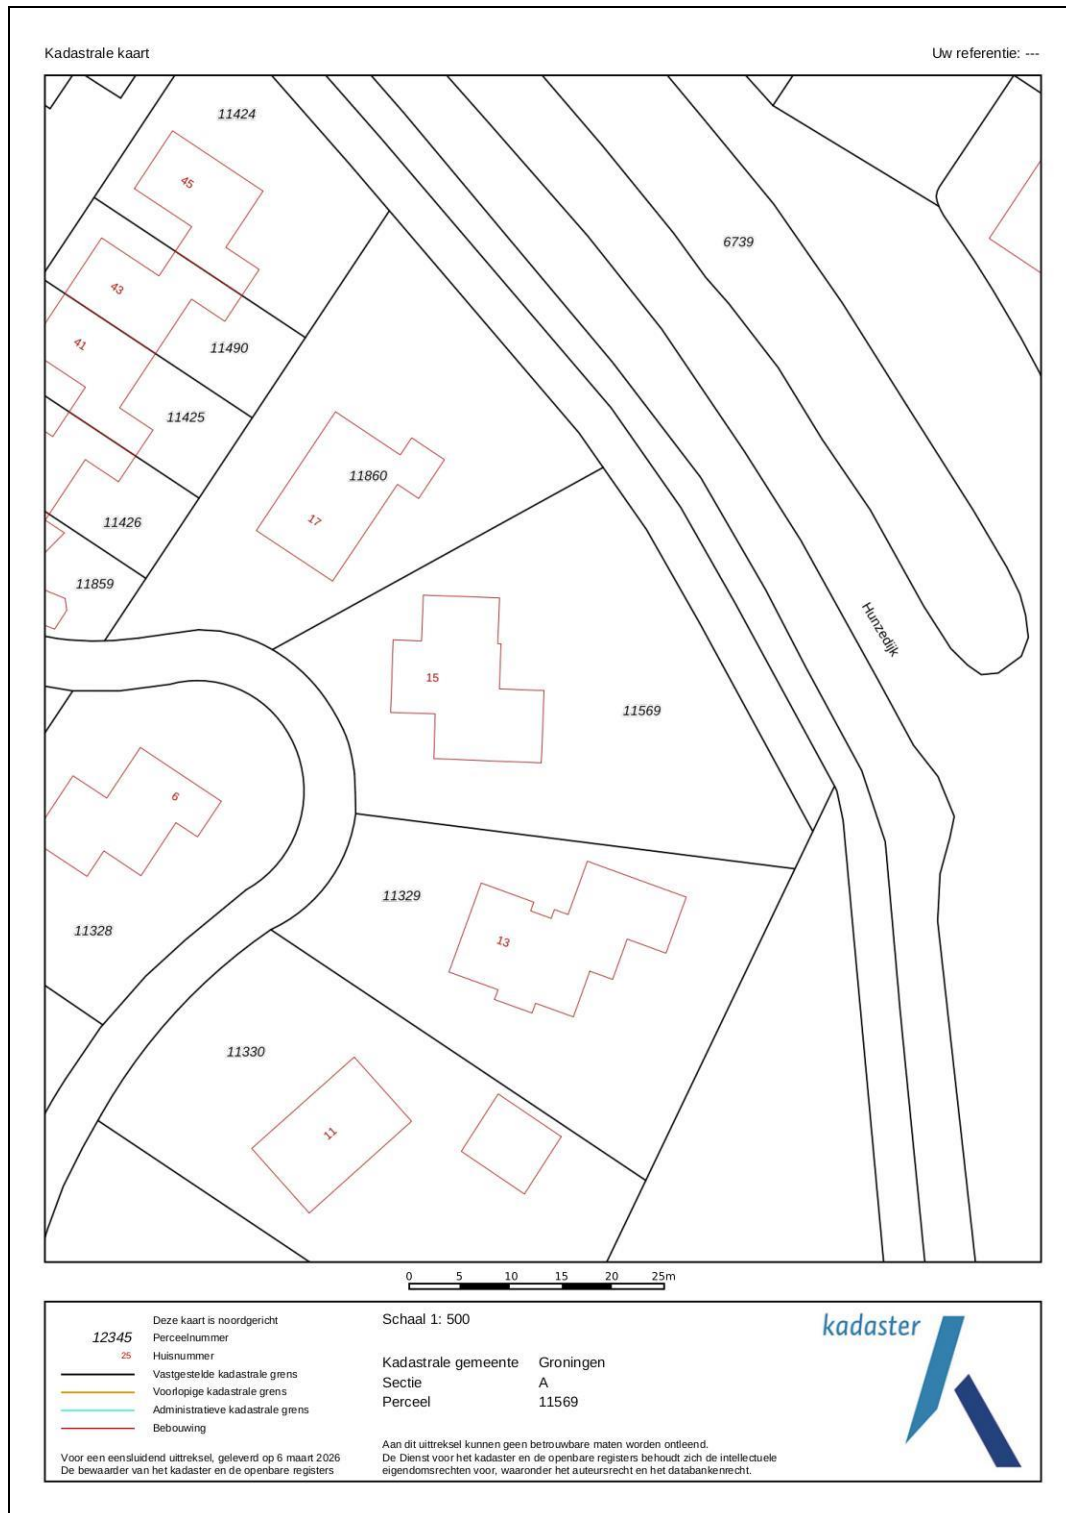 Kadastrale kaart
Uw referentie: ---
11424
45
6739
43
41
11490
11425
11860
17
11426
11859
Hunzedijk
15
11569
6
11329
13
11328
11330
11
0 5 10 15 20 25m
Deze kaart is noordgericht
12345 Perceelnummer
25 Huisnummer
Vastgestelde kadastrale grens
Voorlopige kadastrale grens
Administratieve kadastrale grens
Bebouwing
Voor een eensluidend uittreksel, geleverd op 6 maart 2026
De bewaarder van het kadaster en de openbare registers
Schaal 1: 500
Kadastrale gemeente Groningen
Sectie A
Perceel 11569
Aan dit uittreksel kunnen geen betrouwbare maten worden ontleend.
De Dienst voor het kadaster en de openbare registers behoudt zich de intellectuele
eigendomsrechten voor, waaronder het auteursrecht en het databankenrecht.
kadaster